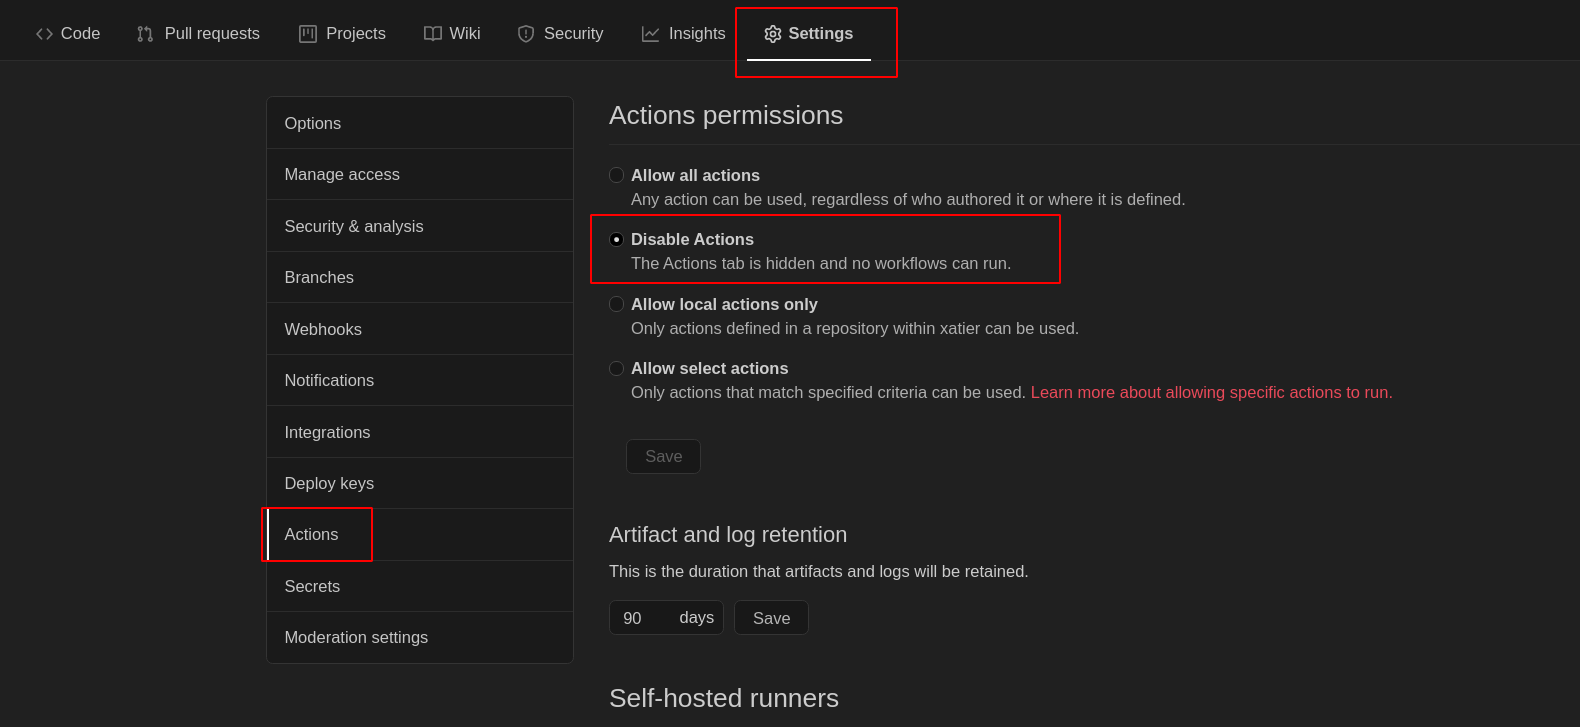 Code Pull requests Projects Wiki Security Insights Settings
Options
Manage access
Security & analysis
Branches
Webhooks
Notifications
Integrations
Deploy keys
Actions
Secrets
Moderation settings
Actions permissions
Allow all actions
Any action can be used, regardless of who authored it or where it is defined.
Disable Actions
The Actions tab is hidden and no workflows can run.
Allow local actions only
Only actions defined in a repository within xatier can be used.
Allow select actions
Only actions that match specified criteria can be used. Learn more about allowing specific actions to run.
Save
Artifact and log retention
This is the duration that artifacts and logs will be retained.
90 days Save
Self-hosted runners